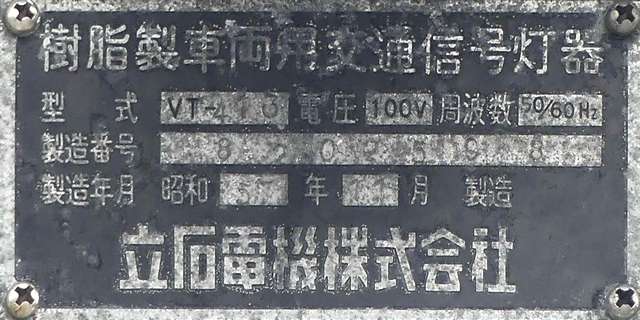 樹脂製車両用交通信号灯器
型式 VT-413 電圧 100V 周波数 50/60Hz
製造番号
製造年月 昭和 年 月 製造
立石電機株式会社